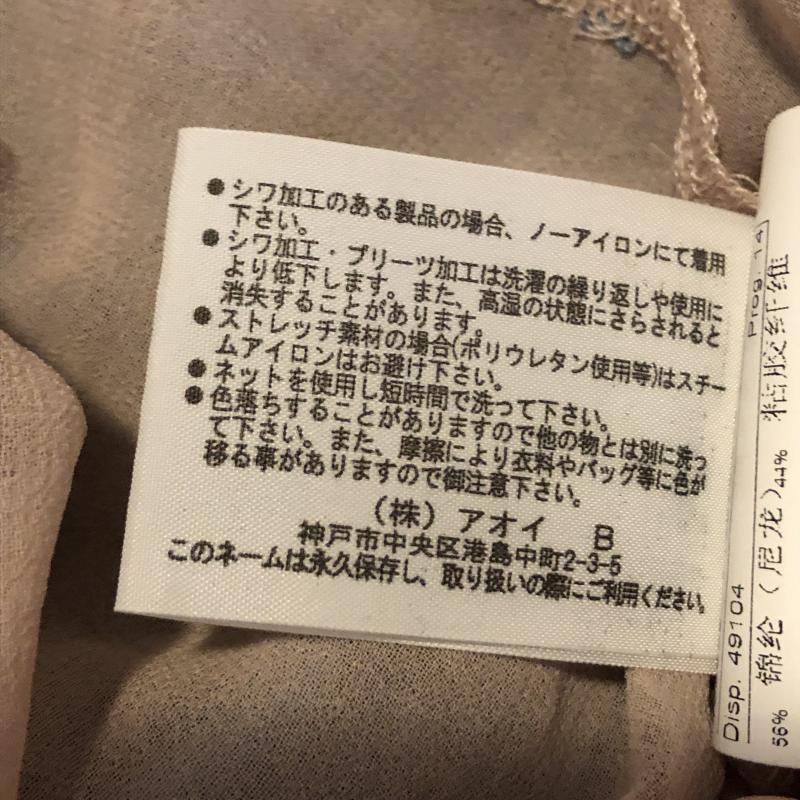 ●シワ加工のある製品の場合、ノーアイロンにて着用
下さい。
●シワ加工・プリーツ加工は洗濯の繰り返しや使用に
より低下します。また、高湿の状態にさらされると
消失することがあります。
●ストレッチ素材の場合(ポリウレタン使用等)はスチー
ムアイロンはお避け下さい。
●ネットを使用し短時間で洗って下さい。
●色落ちすることがありますので他の物とは別に洗っ
て下さい。また、摩擦により衣料やバッグ等に色が
移る事がありますので御注意下さい。
(株)アオイ B
神戸市中央区港島中町2-3-5
このネームは永久保存し、取り扱いの際にご利用ください。
Disp. 49104
Prog. 14
56% 锦纶(尼龙)44% 粘胶纤维